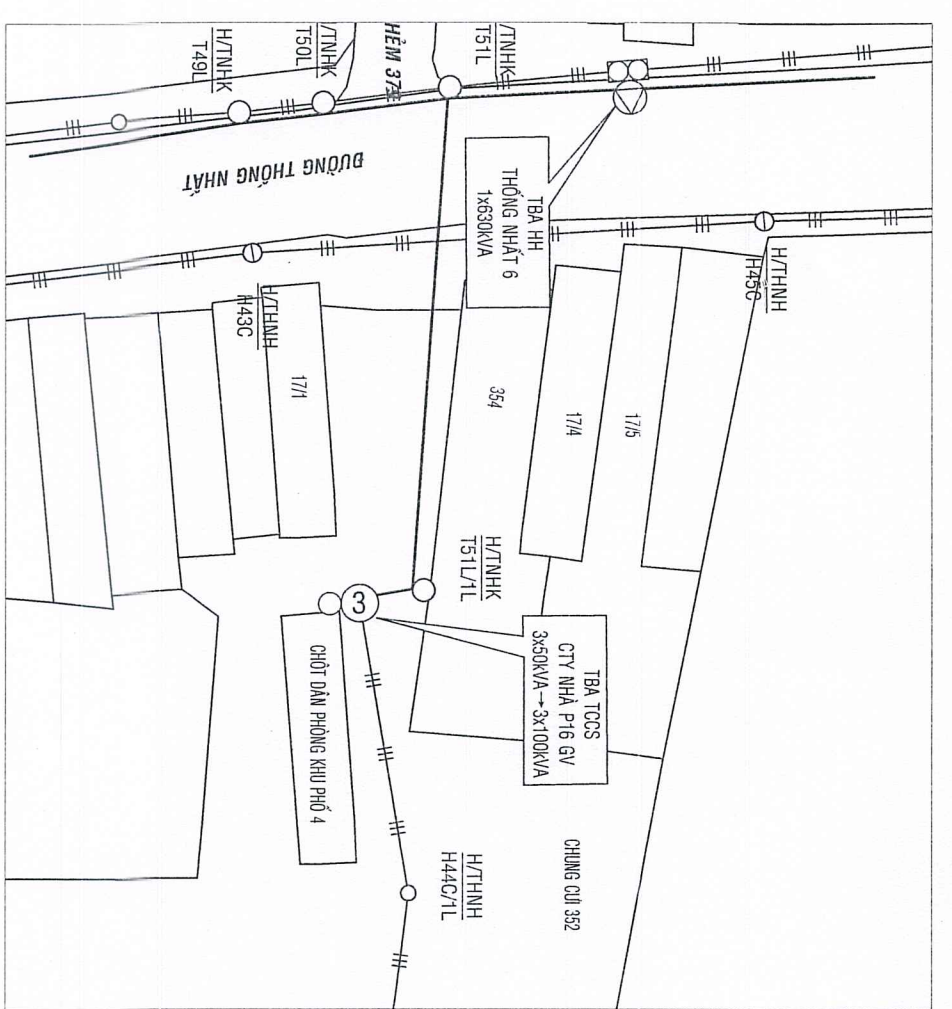 H/TNHK
T49L
/TNHK
T50L
HẺM 37
/TNHK
T51L
ĐƯỜNG THỐNG NHẤT
TBA HH
THỐNG NHẤT 6
1x630kVA
H/THNH
H45C
H/THNH
H43C
17/1
354
17/4
17/5
H/TNHK
T51L/1L
3
TBA TCCS
CTY NHÀ P16 GV
3x50kVA→3x100kVA
CHỐT DÂN PHÒNG KHU PHỐ 4
H/THNH
H44C/1L
CHUNG CƯ 352